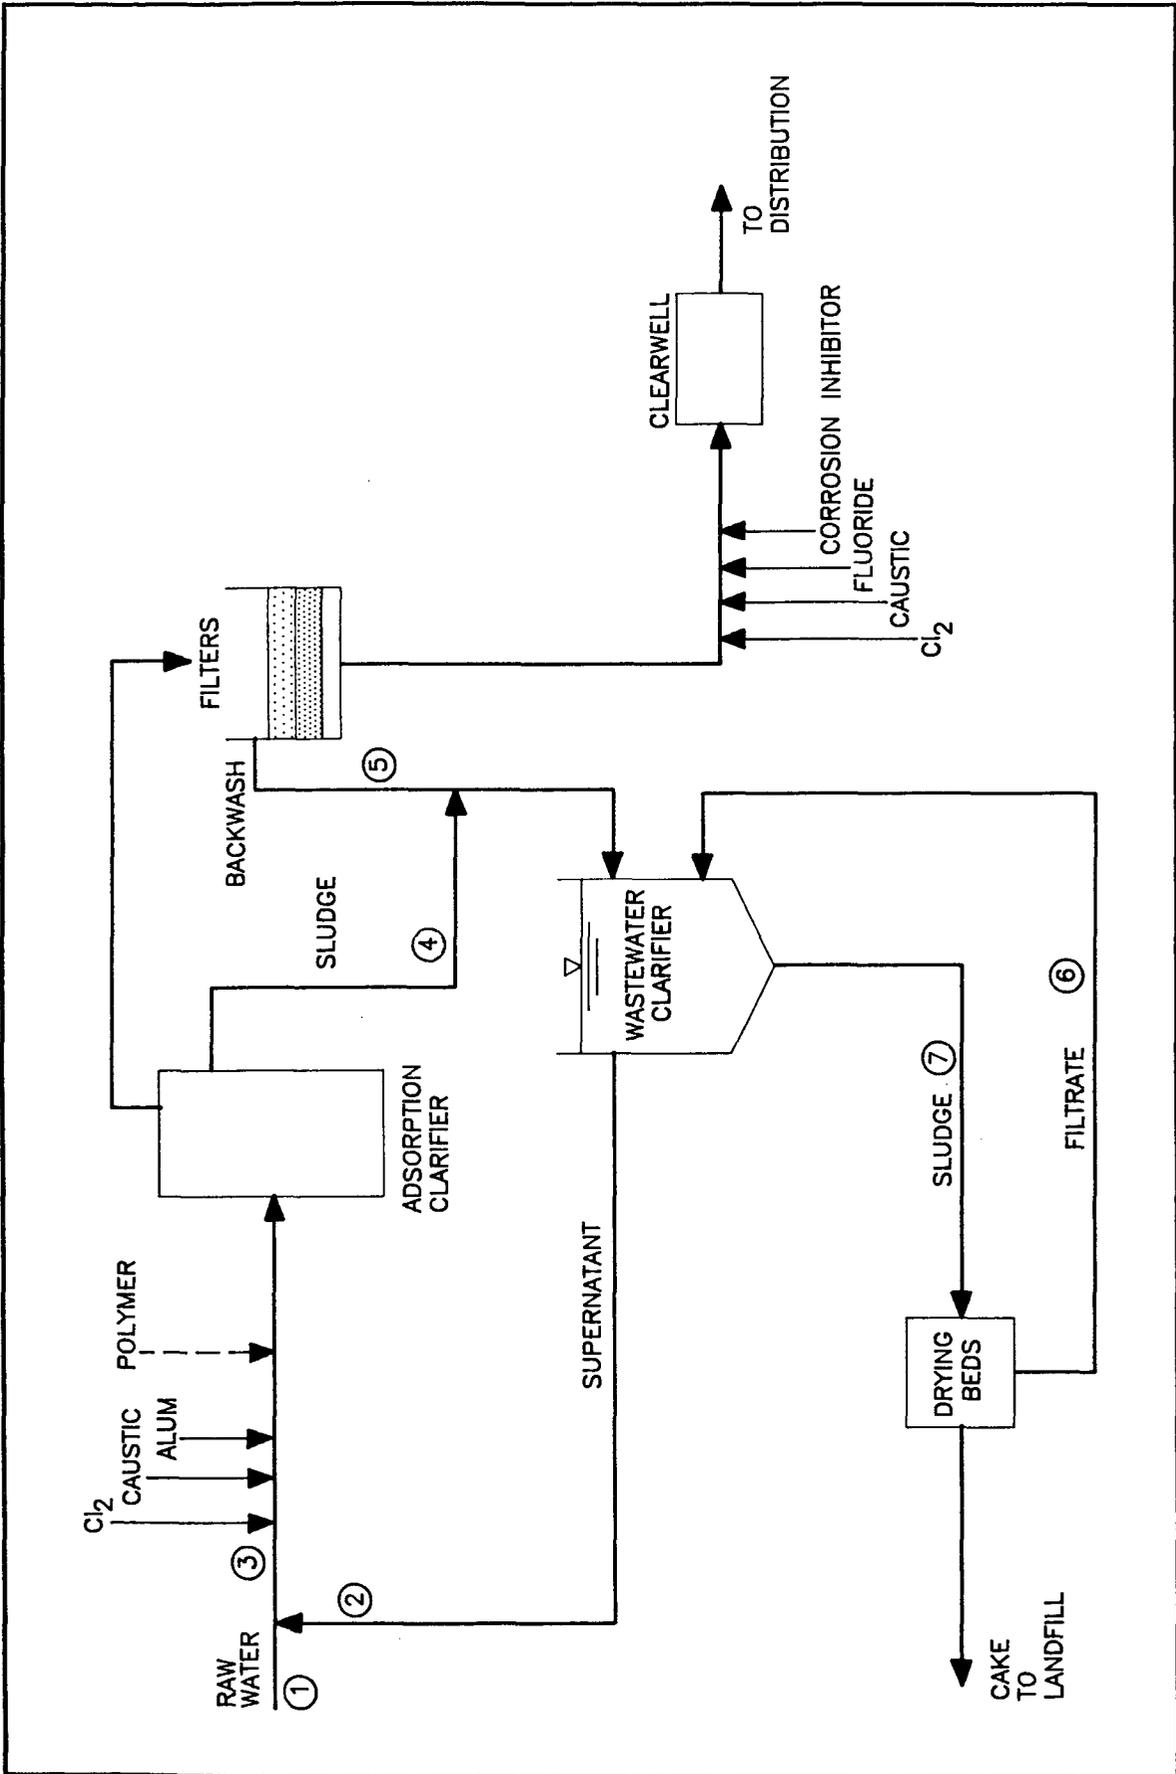 Cl2
CAUSTIC
ALUM
POLYMER
RAW
WATER
1
3
2
ADSORPTION
CLARIFIER
SLUDGE
4
BACKWASH
5
FILTERS
SUPERNATANT
WASTEWATER
CLARIFIER
CLEARWELL
TO
DISTRIBUTION
Cl2
CAUSTIC
FLUORIDE
CORROSION INHIBITOR
SLUDGE
7
DRYING
BEDS
FILTRATE
6
CAKE
TO
LANDFILL